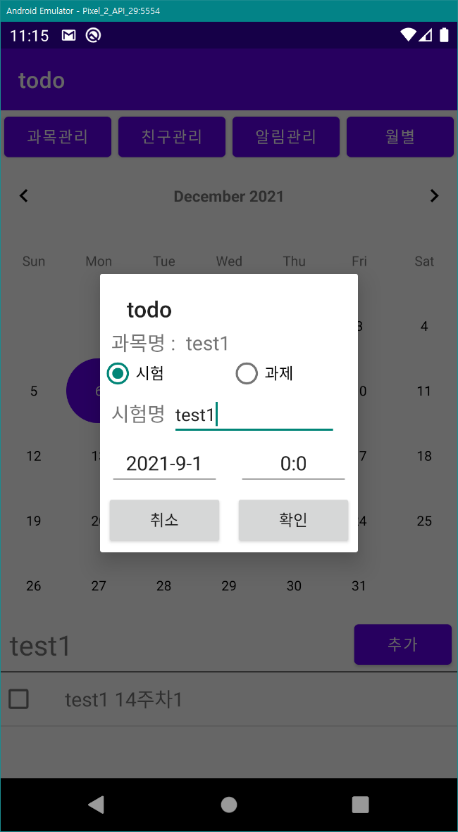 Android Emulator - Pixel_2_API_29:5554
11:15
todo
과목관리 친구관리 알림관리 월별
December 2021
Sun Mon Tue Wed Thu Fri Sat
4
todo
과목명 : test1
시험 과제
5 11
시험명 test1
12 18
2021-9-1 0:0
19 25
취소 확인
26 27 28 29 30 31
test1 추가
test1 14주차1